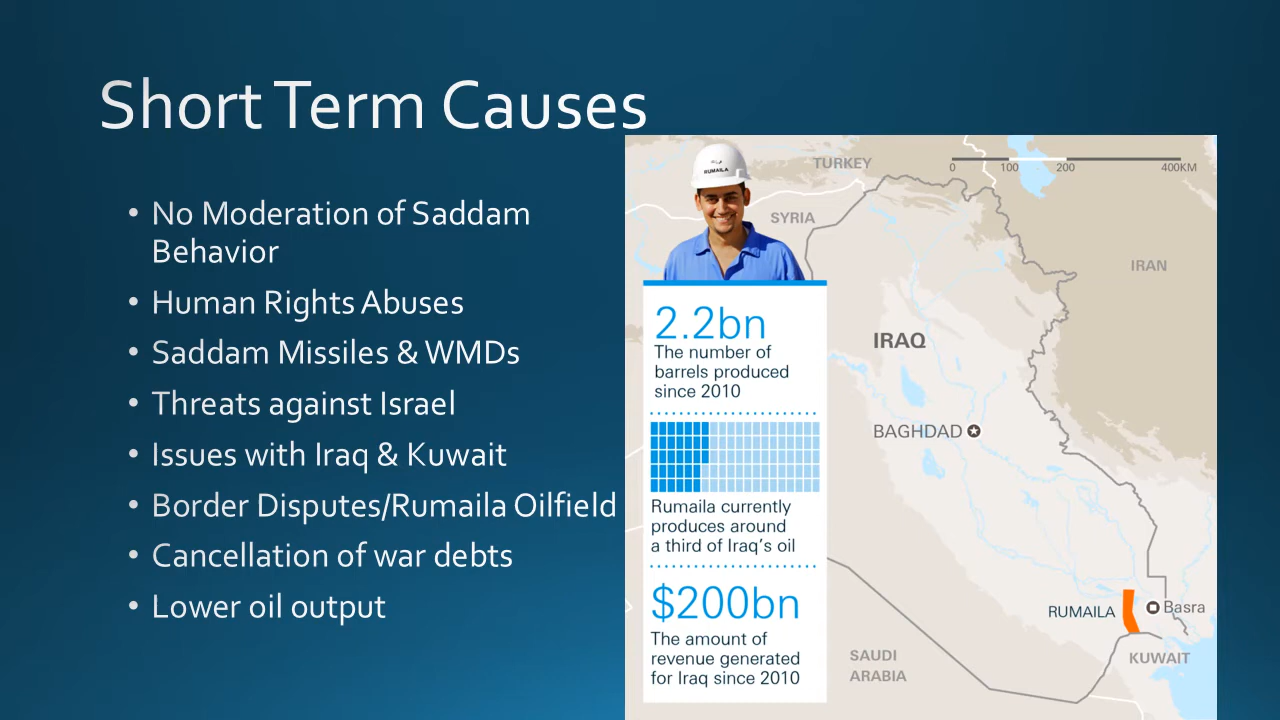 Short Term Causes
• No Moderation of Saddam
Behavior
• Human Rights Abuses
• Saddam Missiles & WMDs
• Threats against Israel
• Issues with Iraq & Kuwait
• Border Disputes/Rumaila Oilfield
• Cancellation of war debts
• Lower oil output
RUMAILA
2.2bn
The number of
barrels produced
since 2010
Rumaila currently
produces around
a third of Iraq's oil
$200bn
The amount of
revenue generated
for Iraq since 2010
TURKEY
0 100 200 400KM
SYRIA
IRAN
IRAQ
BAGHDAD
RUMAILA
Basra
KUWAIT
SAUDI
ARABIA